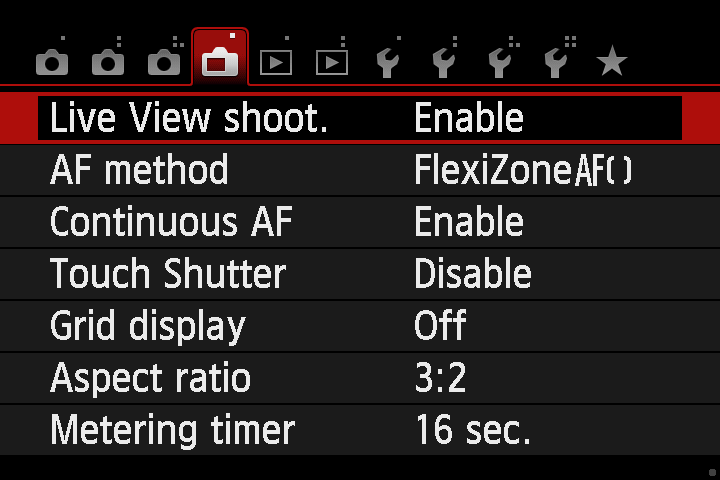 Live View shoot. Enable
AF method FlexiZoneAF( )
Continuous AF Enable
Touch Shutter Disable
Grid display Off
Aspect ratio 3:2
Metering timer 16 sec.